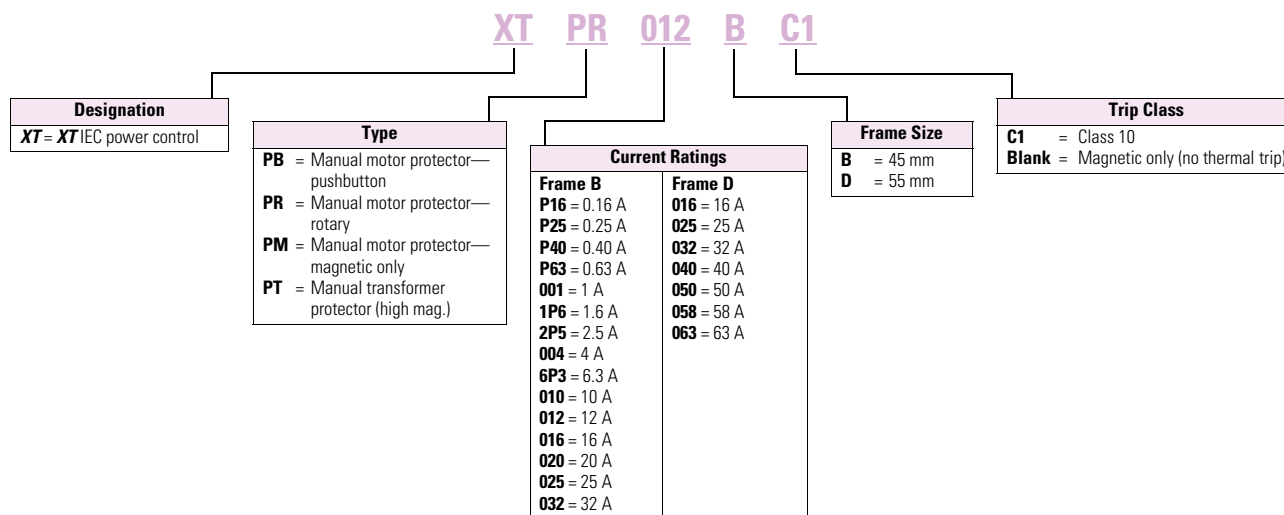 XT PR 012 B C1
Designation
XT = XT IEC power control
Type
PB = Manual motor protector—
pushbutton
PR = Manual motor protector—
rotary
PM = Manual motor protector—
magnetic only
PT = Manual transformer
protector (high mag.)
Current Ratings
Frame B
P16 = 0.16 A
P25 = 0.25 A
P40 = 0.40 A
P63 = 0.63 A
001 = 1 A
1P6 = 1.6 A
2P5 = 2.5 A
004 = 4 A
6P3 = 6.3 A
010 = 10 A
012 = 12 A
016 = 16 A
020 = 20 A
025 = 25 A
032 = 32 A
Frame D
016 = 16 A
025 = 25 A
032 = 32 A
040 = 40 A
050 = 50 A
058 = 58 A
063 = 63 A
Frame Size
B = 45 mm
D = 55 mm
Trip Class
C1 = Class 10
Blank = Magnetic only (no thermal trip)